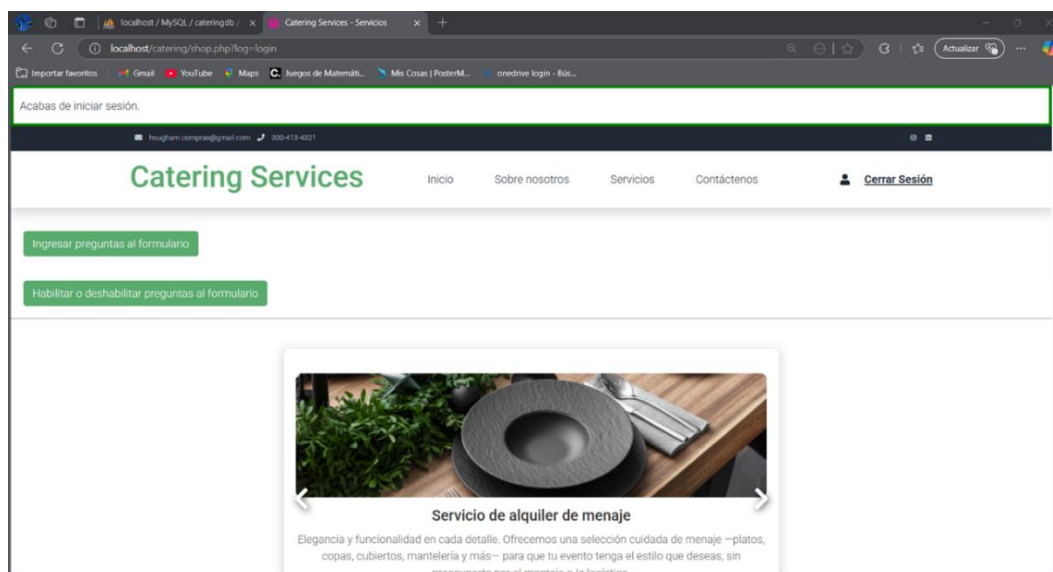 localhost / MySQL / cateringdb /
Catering Services - Servicios
localhost/catering/shop.php?log=login
Actualizar
Importar favoritos
Gmail
YouTube
Maps
Juegos de Matemáti...
Mis Cosas | PosterM...
onedrive login - Bús...
Acabas de iniciar sesión.
hougham.compras@gmail.com 300-413-4321
Catering Services
Inicio
Sobre nosotros
Servicios
Contáctenos
Cerrar Sesión
Ingresar preguntas al formulario
Habilitar o deshabilitar preguntas al formulario
Servicio de alquiler de menaje
Elegancia y funcionalidad en cada detalle. Ofrecemos una selección cuidada de menaje —platos,
copas, cubiertos, mantelería y más— para que tu evento tenga el estilo que deseas, sin